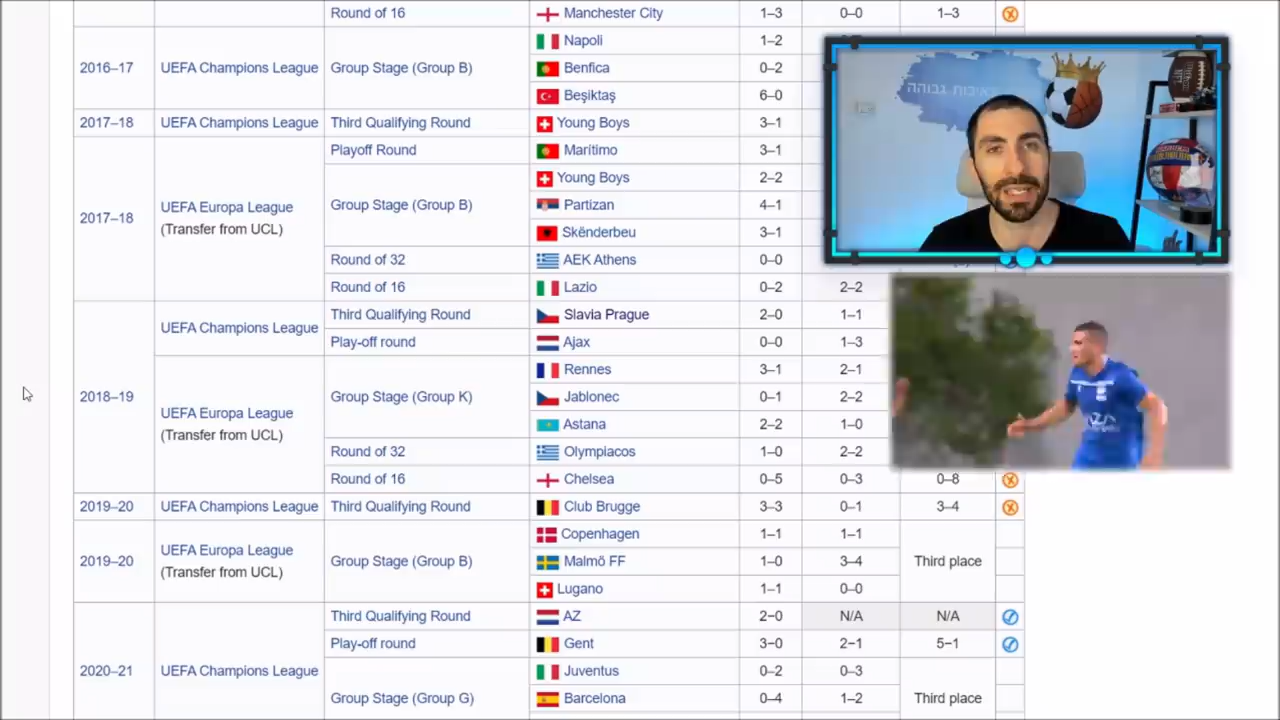 Round of 16 Manchester City 1–3 0–0 1–3
Napoli 1–2
2016–17 UEFA Champions League Group Stage (Group B) Benfica 0–2
Beşiktaş 6–0
2017–18 UEFA Champions League Third Qualifying Round Young Boys 3–1
Playoff Round Marítimo 3–1
Young Boys –2
UEFA Europa League
2017–18 Group Stage (Group B) Partizan 4–1
(Transfer from UCL)
Skënderbeu 3–1
Round of 32 AEK Athens 0–0
Round of 16 Lazio 0–2 2–2
Third Qualifying Round Slavia Prague 2–0 1–1
UEFA Champions League
Play-off round Ajax 0–0 1–3
Rennes 3–1 2–1
2018–19 Group Stage (Group K) Jablonec 0–1 2–2
UEFA Europa League
(Transfer from UCL)
Astana 2–2 1–0
Round of 32 Olympiacos 1–0 2–2
Round of 16 Chelsea 0–5 0–3 0–8
2019–20 UEFA Champions League Third Qualifying Round Club Brugge 3–3 0–1 3–4
Copenhagen 1–1 1–1
UEFA Europa League
2019–20 Group Stage (Group B) Malmö FF 1–0 3–4 Third place
(Transfer from UCL)
Lugano 1–1 0–0
Third Qualifying Round AZ 2–0 N/A N/A
Play-off round Gent 3–0 2–1 5–1
2020–21 UEFA Champions League Juventus 0–2 0–3
Group Stage (Group G) Barcelona 0–4 1–2 Third place
גבוהה